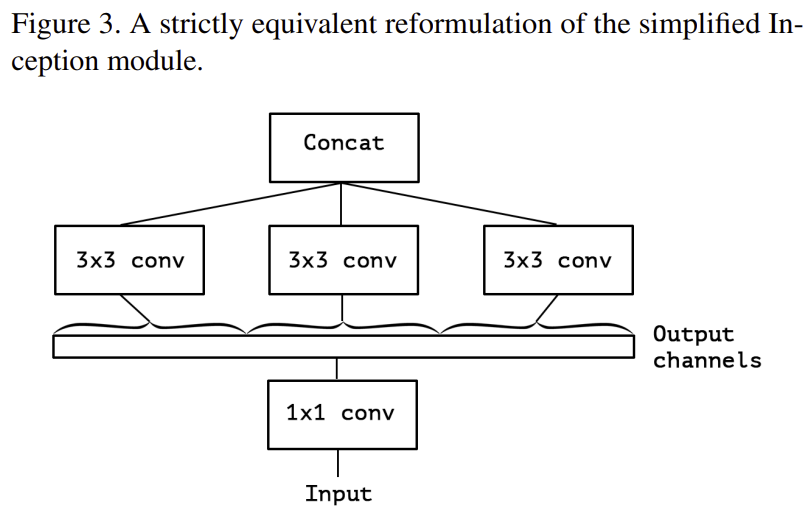 Figure 3. A strictly equivalent reformulation of the simplified In-
ception module.
Concat
3x3 conv
3x3 conv
3x3 conv
Output
channels
1x1 conv
Input